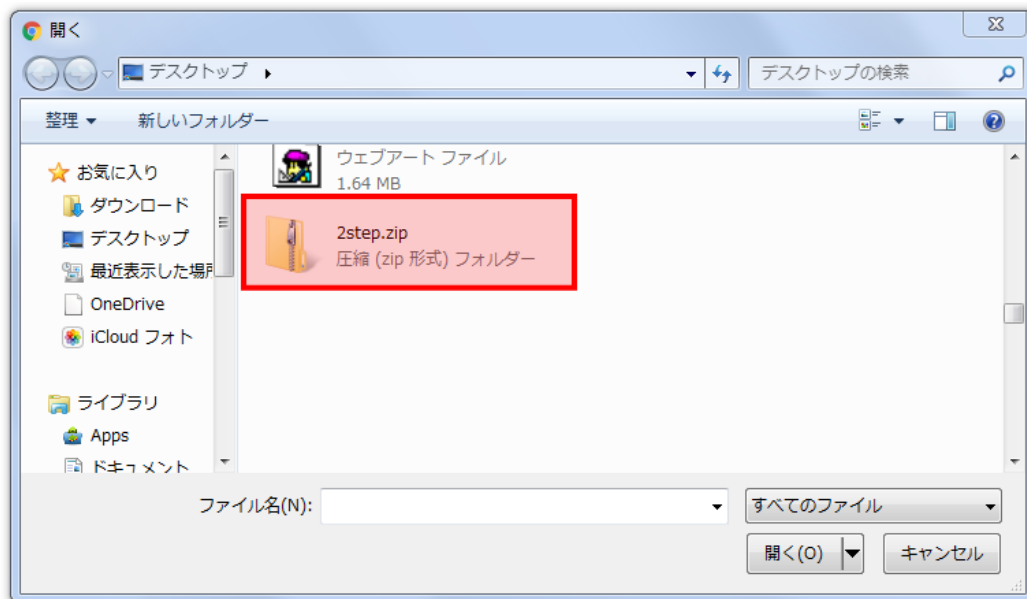 開く
デスクトップ
デスクトップの検索
整理
新しいフォルダー
お気に入り
ダウンロード
デスクトップ
最近表示した場所
OneDrive
iCloud フォト
ライブラリ
Apps
ドキュメント
ウェブアート ファイル
1.64 MB
2step.zip
圧縮 (zip 形式) フォルダー
ファイル名(N):
すべてのファイル
開く(O)
キャンセル